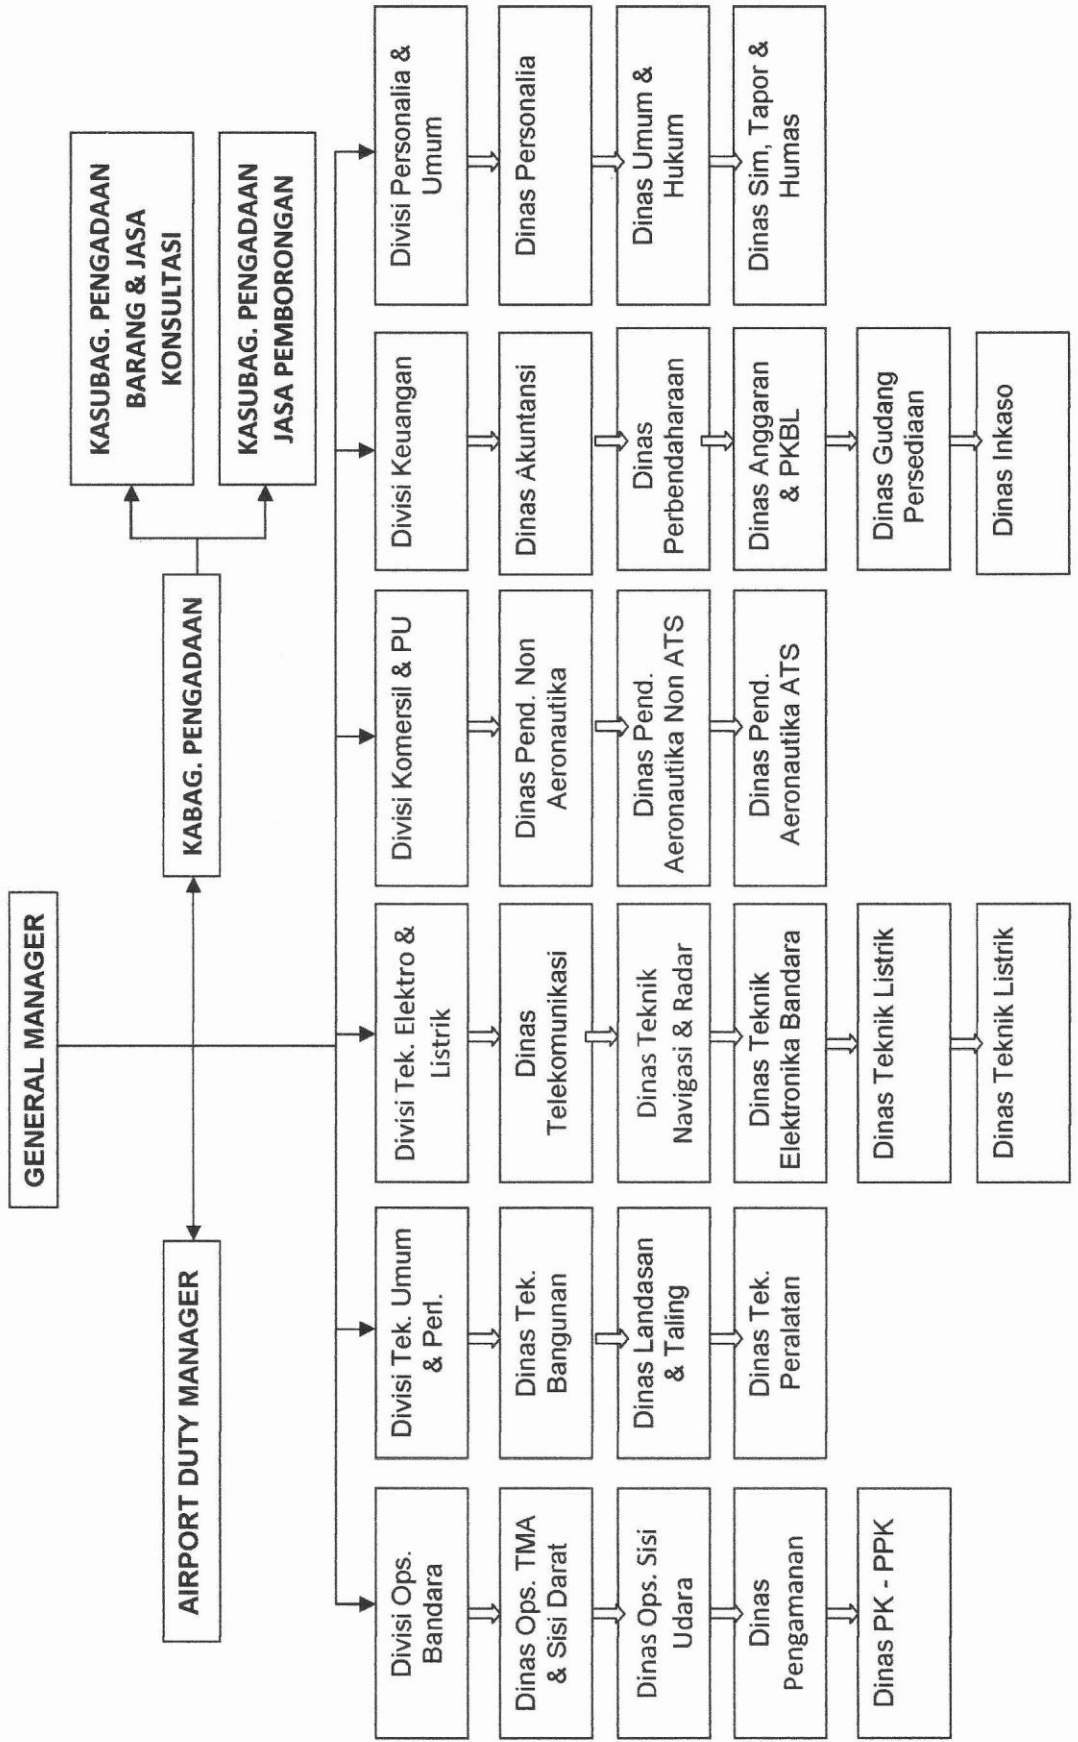 GENERAL MANAGER
AIRPORT DUTY MANAGER
KABAG. PENGADAAN
KASUBAG. PENGADAAN
BARANG & JASA
KONSULTASI
KASUBAG. PENGADAAN
JASA PEMBORONGAN
Divisi Ops.
Bandara
Dinas Ops. TMA
& Sisi Darat
Dinas Ops. Sisi
Udara
Dinas
Pengamanan
Dinas PK - PPK
Divisi Tek. Umum
& Perl.
Dinas Tek.
Bangunan
Dinas Landasan
& Taling
Dinas Tek.
Peralatan
Divisi Tek. Elektro &
Listrik
Dinas
Telekomunikasi
Dinas Teknik
Navigasi & Radar
Dinas Teknik
Elektronika Bandara
Dinas Teknik Listrik
Dinas Teknik Listrik
Divisi Komersil & PU
Dinas Pend. Non
Aeronautika
Dinas Pend.
Aeronautika Non ATS
Dinas Pend.
Aeronautika ATS
Divisi Keuangan
Dinas Akuntansi
Dinas
Perbendaharaan
Dinas Anggaran
& PKBL
Dinas Gudang
Persediaan
Dinas Inkaso
Divisi Personalia &
Umum
Dinas Personalia
Dinas Umum &
Hukum
Dinas Sim, Tapor &
Humas